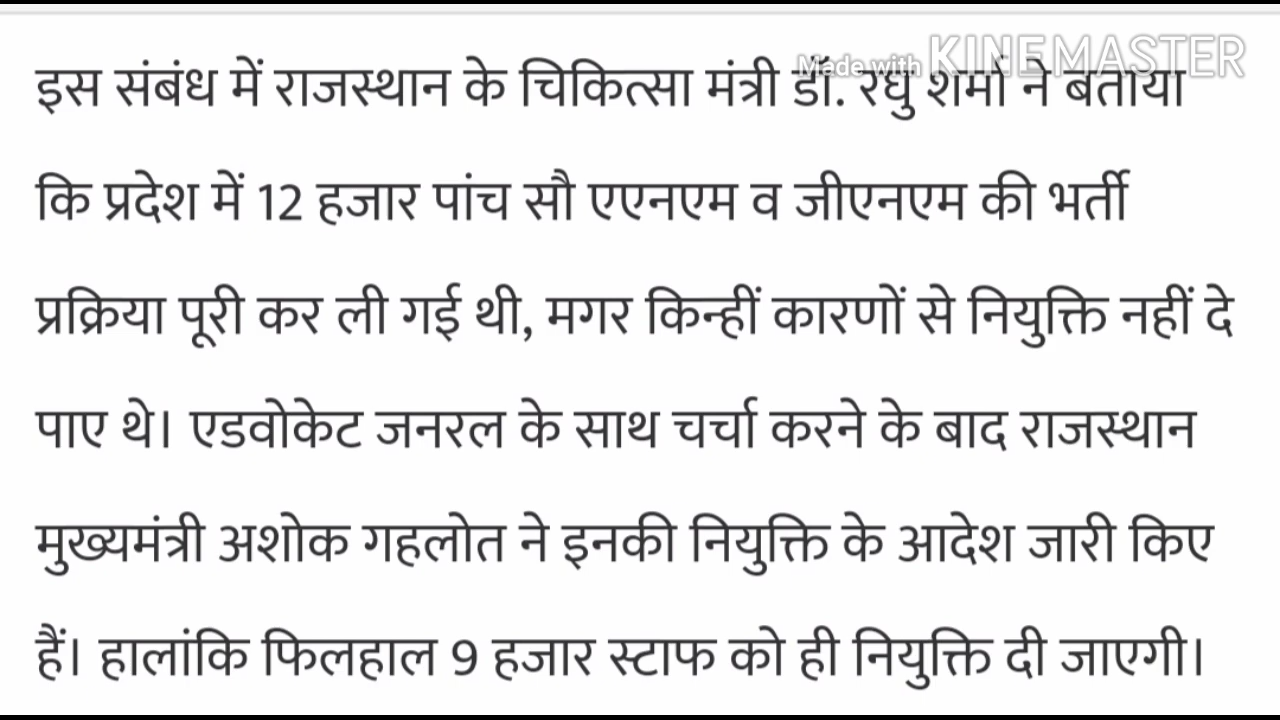 Made with KINEMASTER
इस संबंध में राजस्थान के चिकित्सा मंत्री डॉ. रघु शर्मा ने बताया
कि प्रदेश में 12 हजार पांच सौ एएनएम व जीएनएम की भर्ती
प्रक्रिया पूरी कर ली गई थी, मगर किन्हीं कारणों से नियुक्ति नहीं दे
पाए थे। एडवोकेट जनरल के साथ चर्चा करने के बाद राजस्थान
मुख्यमंत्री अशोक गहलोत ने इनकी नियुक्ति के आदेश जारी किए
हैं। हालांकि फिलहाल 9 हजार स्टाफ को ही नियुक्ति दी जाएगी।